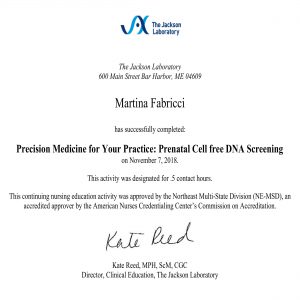 The Jackson
Laboratory
The Jackson Laboratory
600 Main Street Bar Harbor, ME 04609
Martina Fabricci
has successfully completed:
Precision Medicine for Your Practice: Prenatal Cell free DNA Screening
on November 7, 2018.
This activity was designated for .5 contact hours.
This continuing nursing education activity was approved by the Northeast Multi-State Division (NE-MSD), an
accredited approver by the American Nurses Credentialing Center's Commission on Accreditation.
Kate Reed
Kate Reed, MPH, ScM, CGC
Director, Clinical Education, The Jackson Laboratory